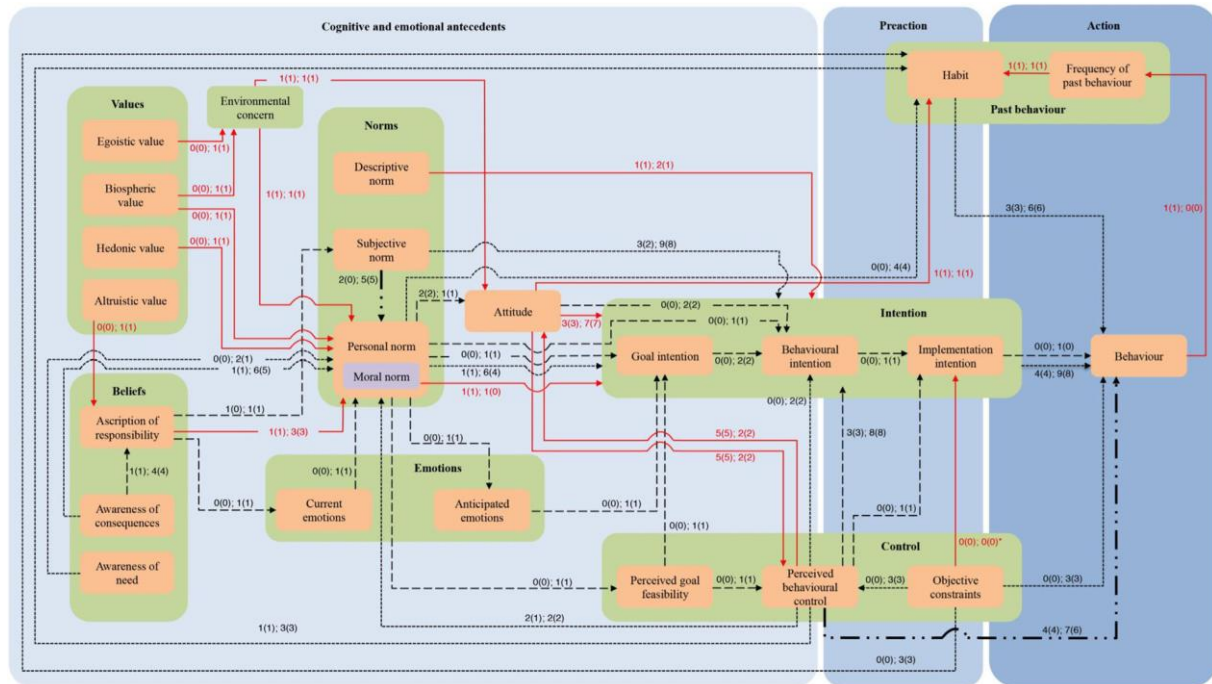 Cognitive and emotional antecedents
Preaction
Action
Values
Egoistic value
Biospheric
value
Hedonic value
Altruistic value
Environmental
concern
1(1); 1(1)
0(0); 1(1)
0(0); 1(1)
0(0); 1(1)
0(0); 1(1)
0(0); 1(1)
1(1); 1(1)
Norms
Descriptive
norm
Subjective
norm
2(0); 5(5)
Personal norm
Moral norm
1(1); 2(1)
3(2); 9(8)
0(0); 4(4)
2(2); 1(1)
Attitude
3(3); 7(7)
0(0); 2(2)
0(0); 1(1)
1(1); 1(1)
Habit
1(1); 1(1)
Frequency of
past behaviour
Past behaviour
3(3); 6(6)
1(1); 0(0)
Intention
Goal intention
0(0); 2(2)
Behavioural
intention
0(0); 1(1)
Implementation
intention
0(0); 1(0)
4(4); 9(8)
Behaviour
0(0); 1(1)
1(1); 6(4)
1(1); 1(0)
0(0); 2(1)
1(1); 6(5)
Beliefs
Ascription of
responsibility
1(0); 1(1)
1(1); 3(3)
1(1); 4(4)
0(0); 1(1)
Awareness of
consequences
Awareness of
need
0(0); 1(1)
Emotions
Current
emotions
Anticipated
emotions
0(0); 1(1)
0(0); 1(1)
5(5); 2(2)
5(5); 2(2)
0(0); 2(2)
3(3); 8(8)
0(0); 1(1)
0(0); 1(1)
0(0); 0(0)*
Control
Perceived goal
feasibility
0(0); 1(1)
Perceived
behavioural
control
0(0); 3(3)
Objective
constraints
0(0); 3(3)
0(0); 1(1)
2(1); 2(2)
1(1); 3(3)
4(4); 7(6)
0(0); 3(3)